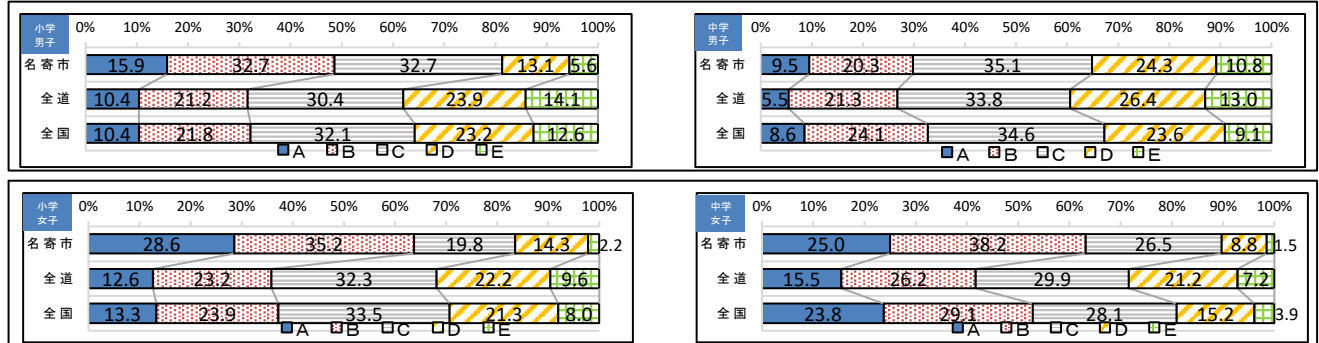 小学
男子
0% 10% 20% 30% 40% 50% 60% 70% 80% 90% 100%
名寄市 15.9 32.7 32.7 13.1 5.6
全道 10.4 21.2 30.4 23.9 14.1
全国 10.4 21.8 32.1 23.2 12.6
A B C D E
中学
男子
0% 10% 20% 30% 40% 50% 60% 70% 80% 90% 100%
名寄市 9.5 20.3 35.1 24.3 10.8
全道 5.5 21.3 33.8 26.4 13.0
全国 8.6 24.1 34.6 23.6 9.1
A B C D E
小学
女子
0% 10% 20% 30% 40% 50% 60% 70% 80% 90% 100%
名寄市 28.6 35.2 19.8 14.3 2.2
全道 12.6 23.2 32.3 22.2 9.6
全国 13.3 23.9 33.5 21.3 8.0
A B C D E
中学
女子
0% 10% 20% 30% 40% 50% 60% 70% 80% 90% 100%
名寄市 25.0 38.2 26.5 8.8 1.5
全道 15.5 26.2 29.9 21.2 7.2
全国 23.8 29.1 28.1 15.2 3.9
A B C D E